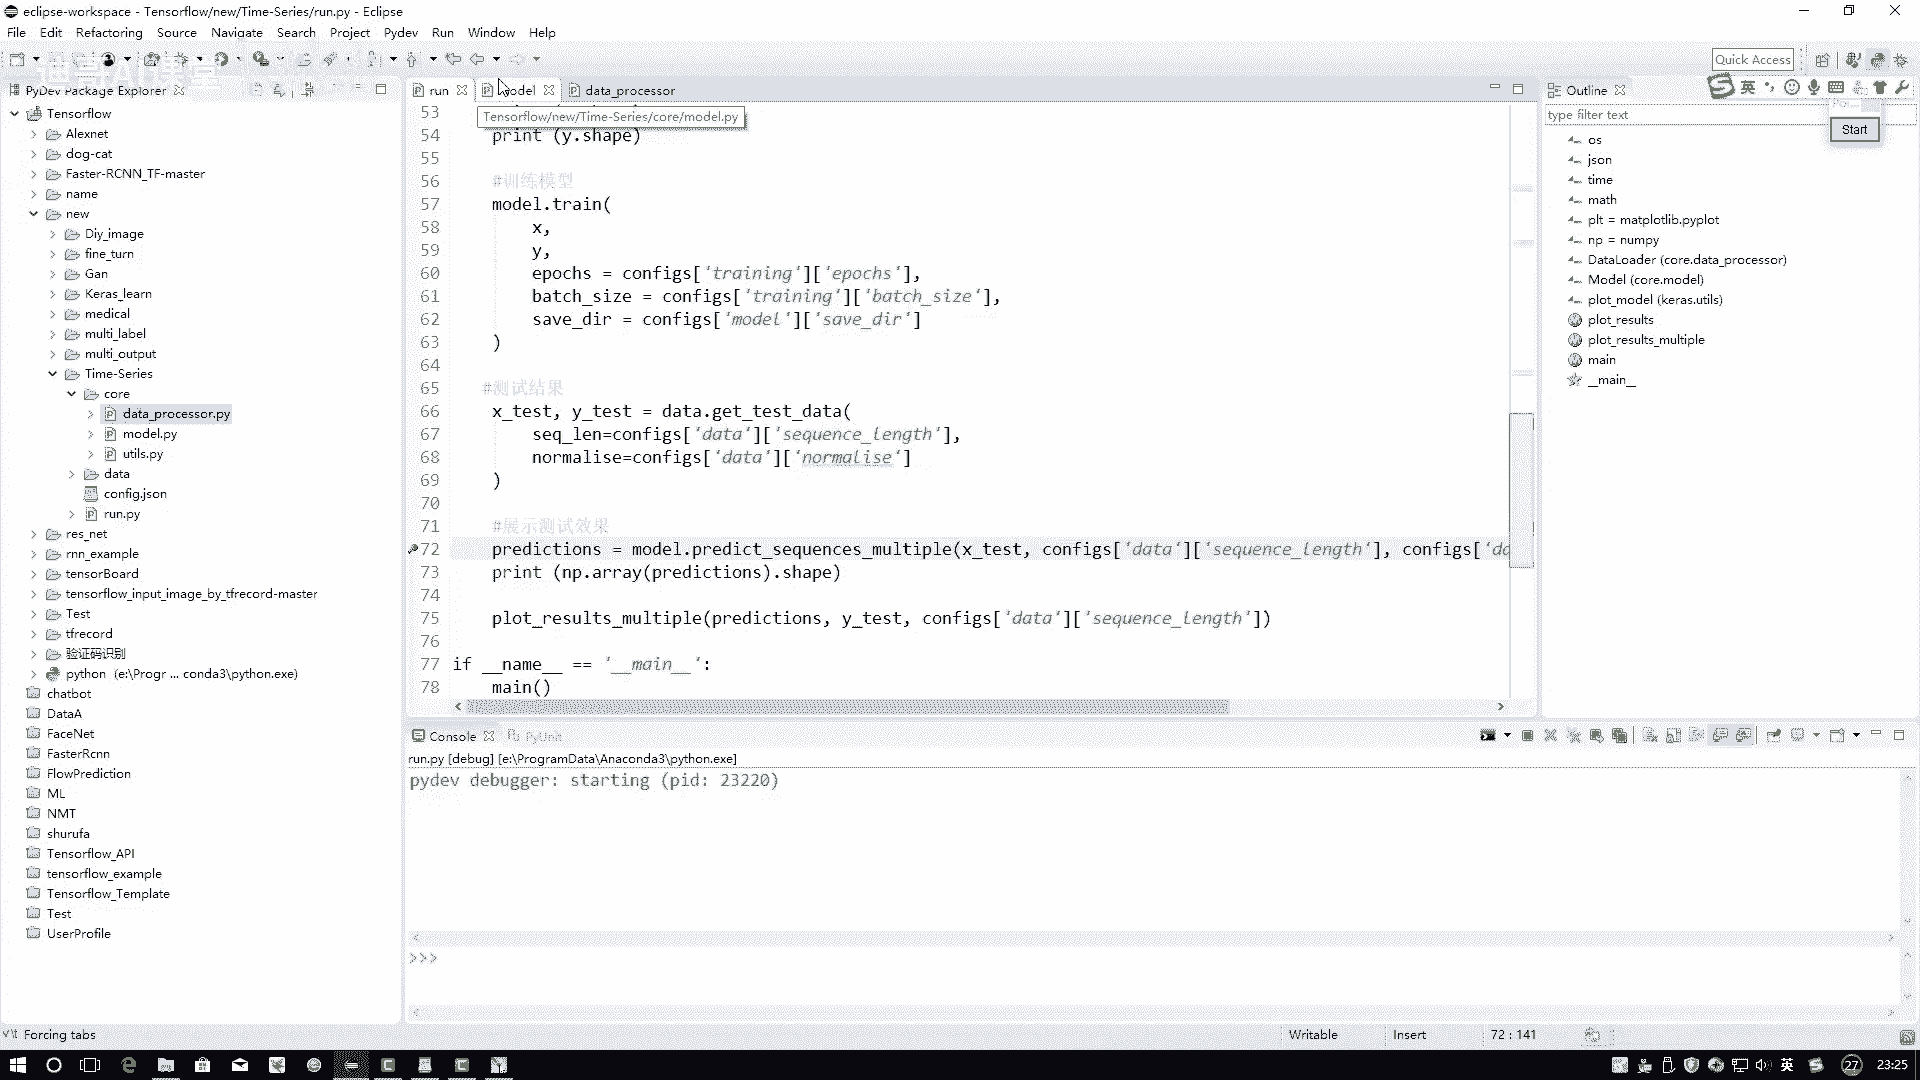 eclipse-workspace - Tensorflow/new/Time-Series/run.py - Eclipse
File Edit Refactoring Source Navigate Search Project Pydev Run Window Help
Quick Access
PyDev Package Explorer
run
model
data_processor
Outline
英
Tensorflow/new/Time-Series/core/model.py
type filter text
Start
Tensorflow
Alexnet
dog-cat
Faster-RCNN_TF-master
name
new
Diy_image
fine_turn
Gan
Keras_learn
medical
multi_label
multi_output
Time-Series
core
data_processor.py
model.py
utils.py
data
config.json
run.py
res_net
rnn_example
tensorBoard
tensorflow_input_image_by_tfrecord-master
Test
tfrecord
验证码识别
python (e:\Progr ... conda3\python.exe)
chatbot
DataA
FaceNet
FasterRcnn
FlowPrediction
ML
NMT
shurufa
Tensorflow_API
tensorflow_example
Tensorflow_Template
Test
UserProfile
53
54 print (y.shape)
55
56 #训练模型
57 model.train(
58 x,
59 y,
60 epochs = configs['training']['epochs'],
61 batch_size = configs['training']['batch_size'],
62 save_dir = configs['model']['save_dir']
63 )
64
65 #测试结果
66 x_test, y_test = data.get_test_data(
67 seq_len=configs['data']['sequence_length'],
68 normalise=configs['data']['normalise']
69 )
70
71 #展示测试效果
72 predictions = model.predict_sequences_multiple(x_test, configs['data']['sequence_length'], configs['da
73 print (np.array(predictions).shape)
74
75 plot_results_multiple(predictions, y_test, configs['data']['sequence_length'])
76
77 if __name__ == '__main__':
78 main()
os
json
time
math
plt = matplotlib.pyplot
np = numpy
DataLoader (core.data_processor)
Model (core.model)
plot_model (keras.utils)
plot_results
plot_results_multiple
main
__main__
Console
PyUnit
run.py [debug] [e:\ProgramData\Anaconda3\python.exe]
pydev debugger: starting (pid: 23220)
>>>
Forcing tabs
Writable
Insert
72 : 141
英
27
23:25